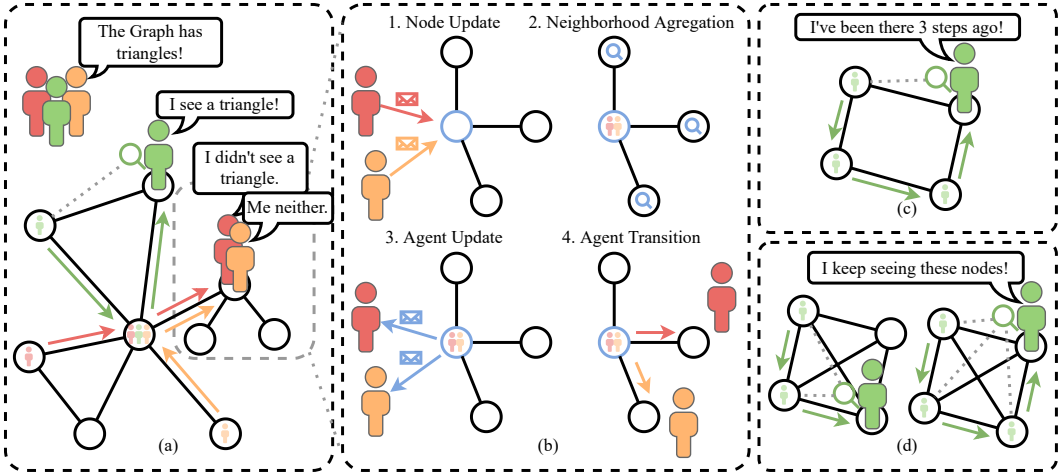 The Graph has
triangles!
I see a triangle!
I didn't see a
triangle.
Me neither.
(a)
1. Node Update
2. Neighborhood Agregation
3. Agent Update
4. Agent Transition
(b)
I've been there 3 steps ago!
(c)
I keep seeing these nodes!
(d)